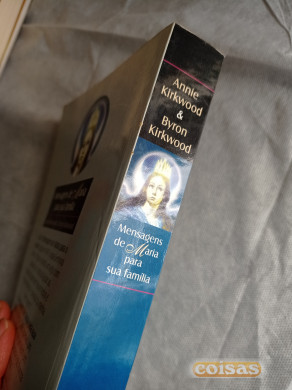 Annie
Kirkwood
&
Byron
Kirkwood
Mensagens
de Maria
para
sua família
coisas